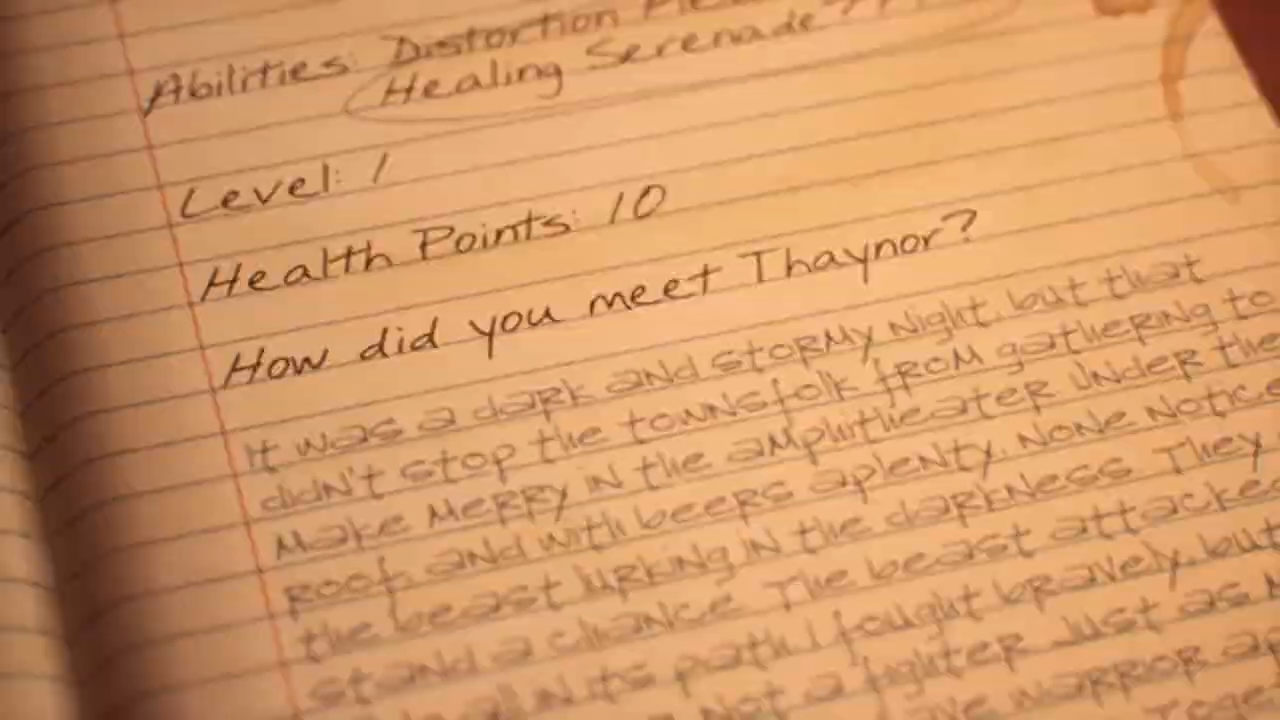 Abilities: Distortion
Healing Serenade
Level: 1
Health Points: 10
How did you meet Thaynor?
It was a dark and stormy night, but that
didn't stop the townsfolk from gathering to
make merry in the amphitheater under the
roof and with beers aplenty. None notice
the beast lurking in the darkness. They
stand a chance. The beast attacked
in its path. I fought bravely, but
Not a fighter. Just as
warrior